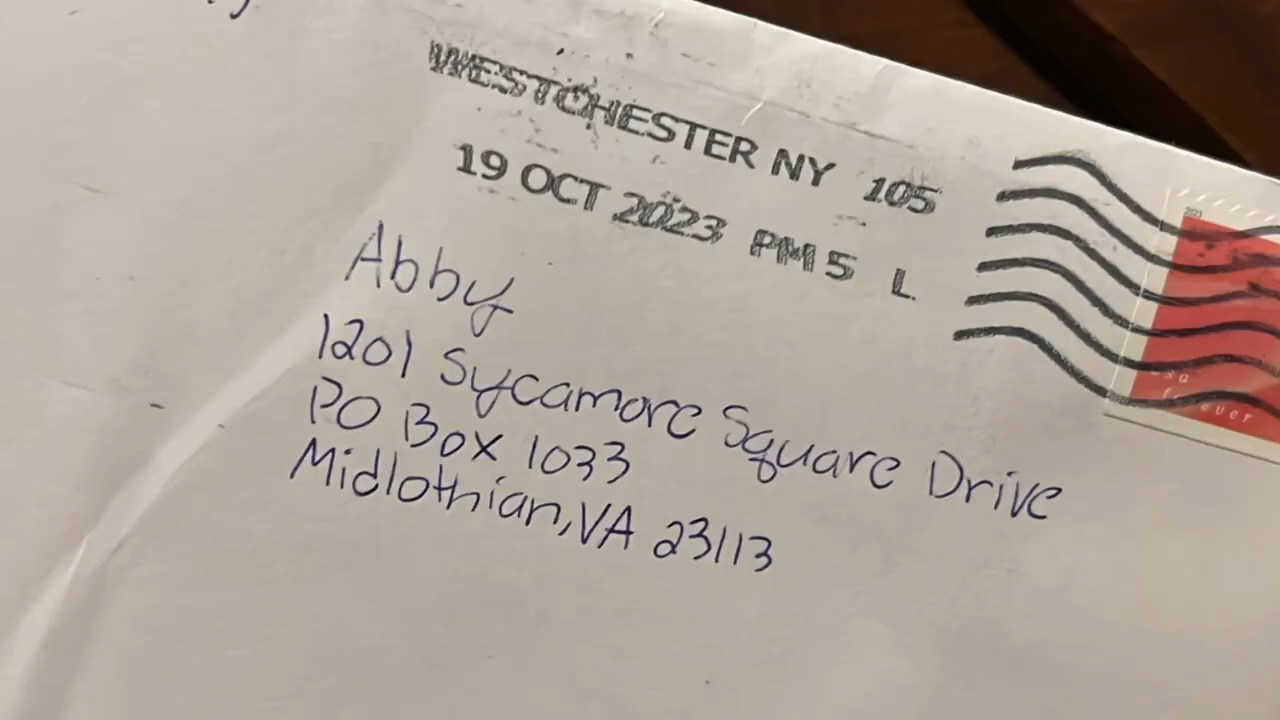 WESTCHESTER NY 105
19 OCT 2023 PM 5 L
Abby
1201 Sycamore Square Drive
PO Box 1033
Midlothian, VA 23113
forever